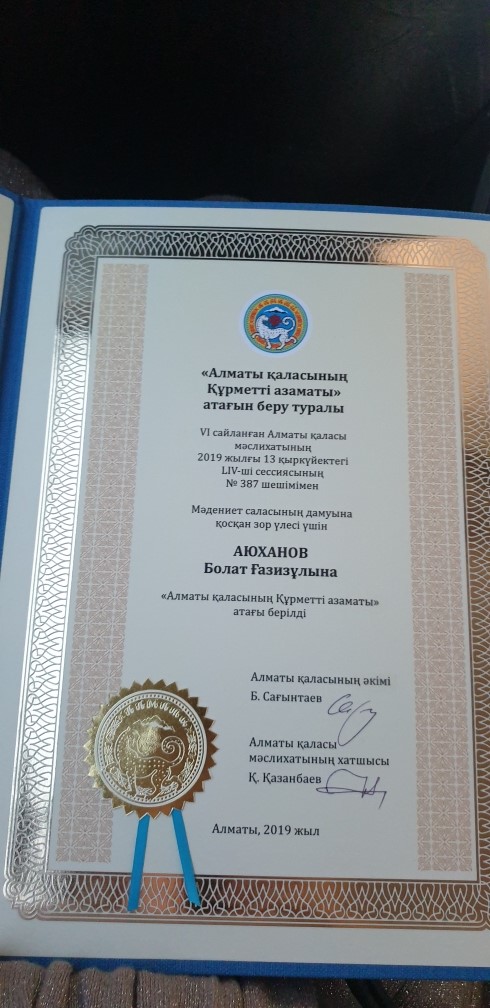 «Алматы қаласының
Құрметті азаматы»
атағын беру туралы
VI сайланған Алматы қаласы
мәслихатының
2019 жылғы 13 қыркүйектегі
LIV-ші сессиясының
№ 387 шешімімен
Мәдениет саласының дамуына
қосқан зор үлесі үшін
АЮХАНОВ
Болат Ғазизұлына
«Алматы қаласының Құрметті азаматы»
атағы берілді
Алматы қаласының әкімі
Б. Сағынтаев
Алматы қаласы
мәслихатының хатшысы
Қ. Қазанбаев
Алматы, 2019 жыл